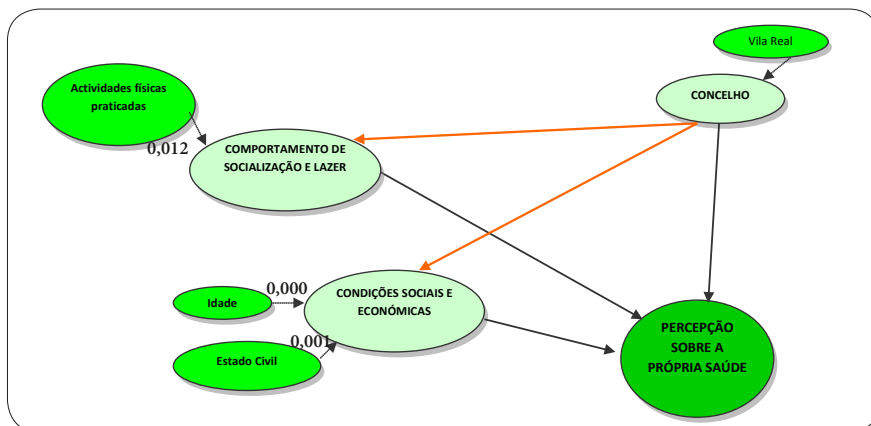 Vila Real
Actividades físicas
praticadas
CONCELHO
0,012
COMPORTAMENTO DE
SOCIALIZAÇÃO E LAZER
Idade
0,000
CONDIÇÕES SOCIAIS E
ECONÓMICAS
Estado Civil
0,001
PERCEPÇÃO
SOBRE A
PRÓPRIA SAÚDE